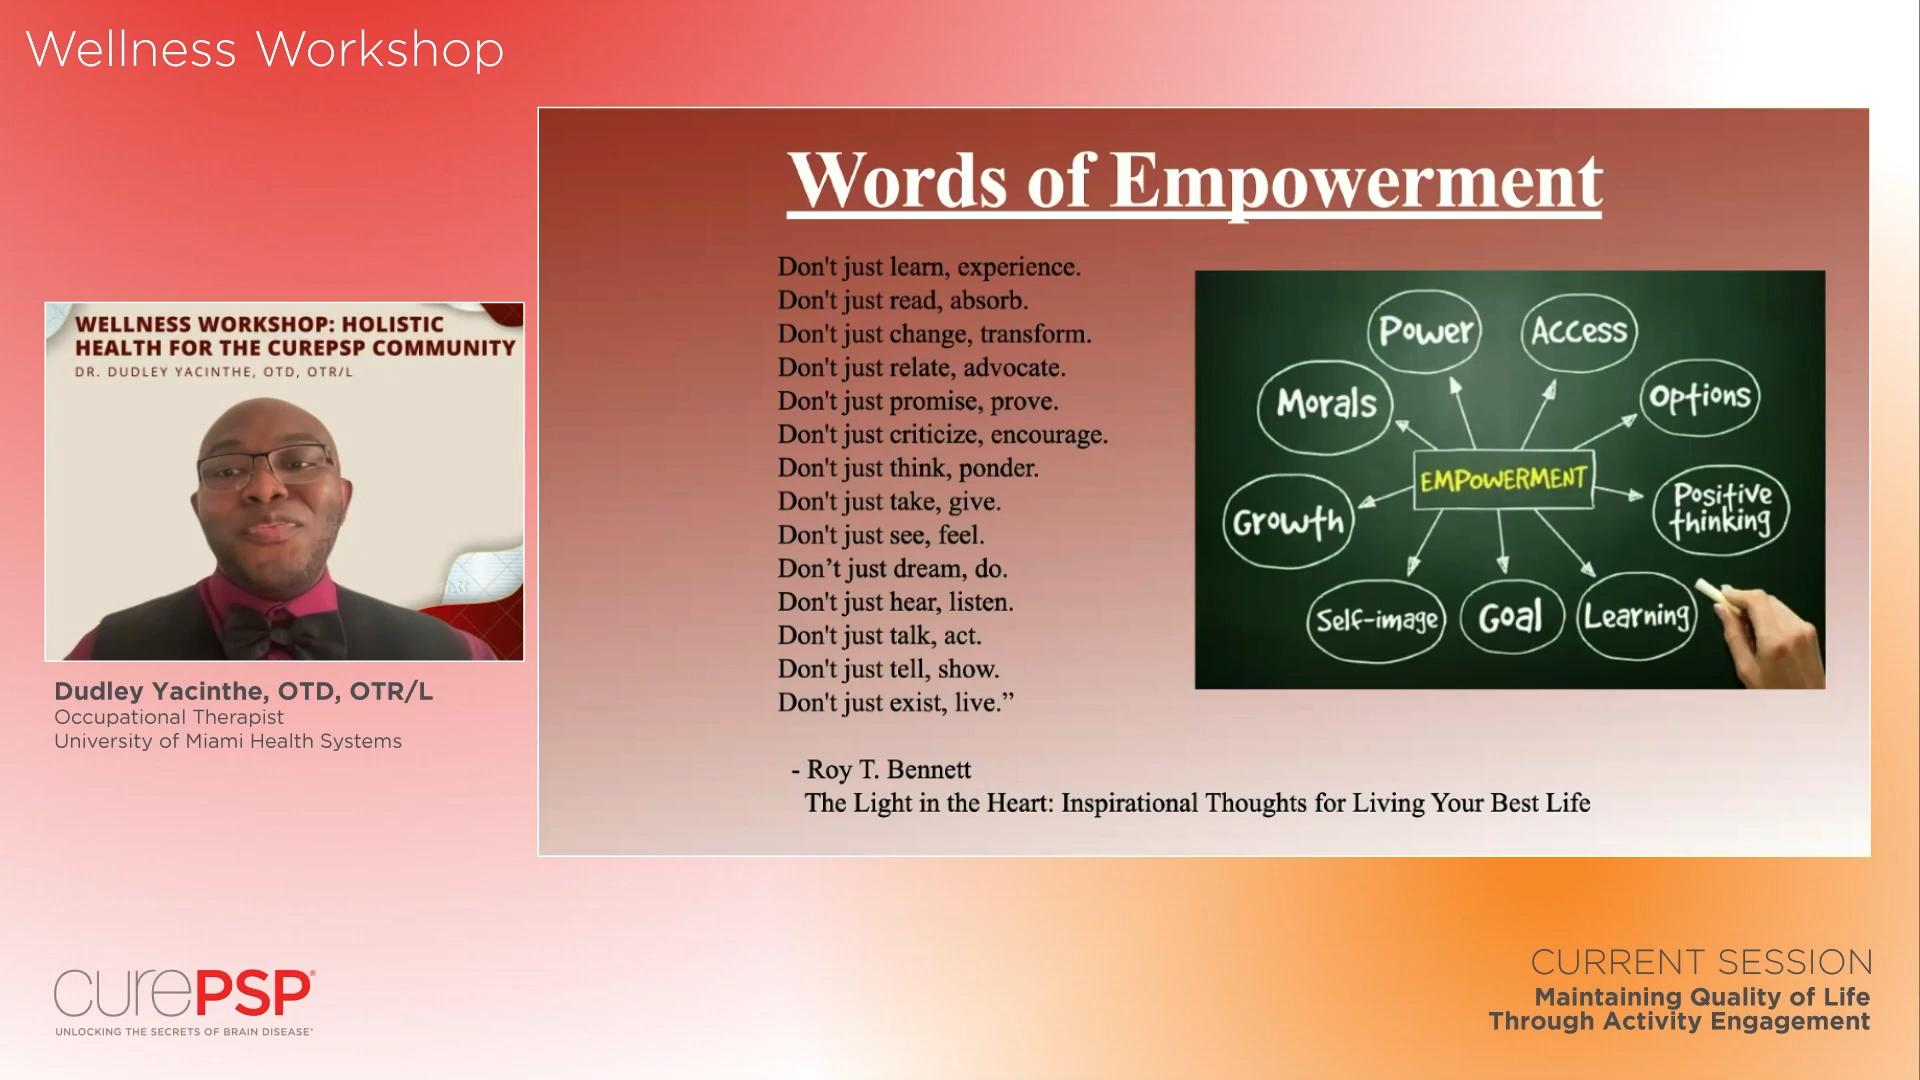 Wellness Workshop
WELLNESS WORKSHOP: HOLISTIC
HEALTH FOR THE CUREPSP COMMUNITY
DR. DUDLEY YACINTHE, OTD, OTR/L
Dudley Yacinthe, OTD, OTR/L
Occupational Therapist
University of Miami Health Systems
Words of Empowerment
Don't just learn, experience.
Don't just read, absorb.
Don't just change, transform.
Don't just relate, advocate.
Don't just promise, prove.
Don't just criticize, encourage.
Don't just think, ponder.
Don't just take, give.
Don't just see, feel.
Don’t just dream, do.
Don't just hear, listen.
Don't just talk, act.
Don't just tell, show.
Don't just exist, live.”
- Roy T. Bennett
The Light in the Heart: Inspirational Thoughts for Living Your Best Life
Power
Access
Morals
Options
EMPOWERMENT
Growth
Positive
thinking
Self-image
Goal
Learning
curePSP®
UNLOCKING THE SECRETS OF BRAIN DISEASE®
CURRENT SESSION
Maintaining Quality of Life
Through Activity Engagement